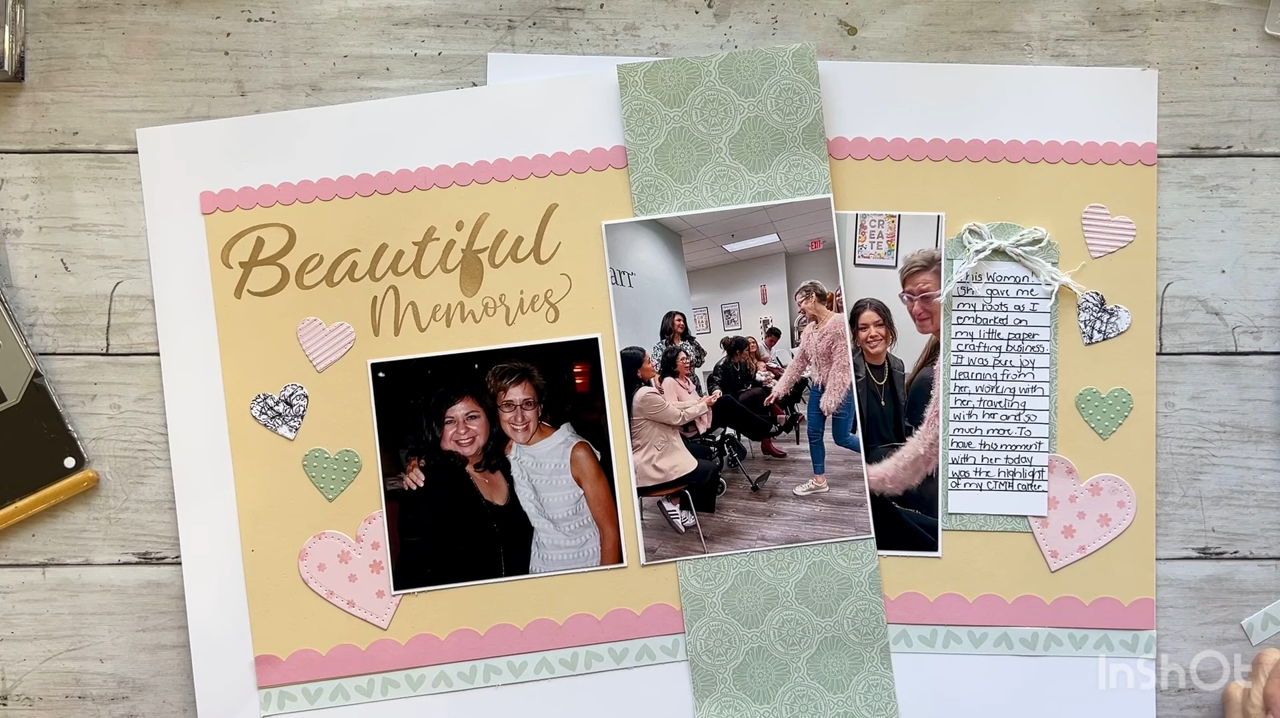 Beautiful
Memories
arr
EXIT
CREATE
This Woman!
She gave me
my roots as I
embarked on
my little paper
crafting business.
It was pure joy
learning from
her, working with
her, traveling
with her and so
much more. To
have this moment
with her today
was the highlight
of my CTMH career.
InShOt